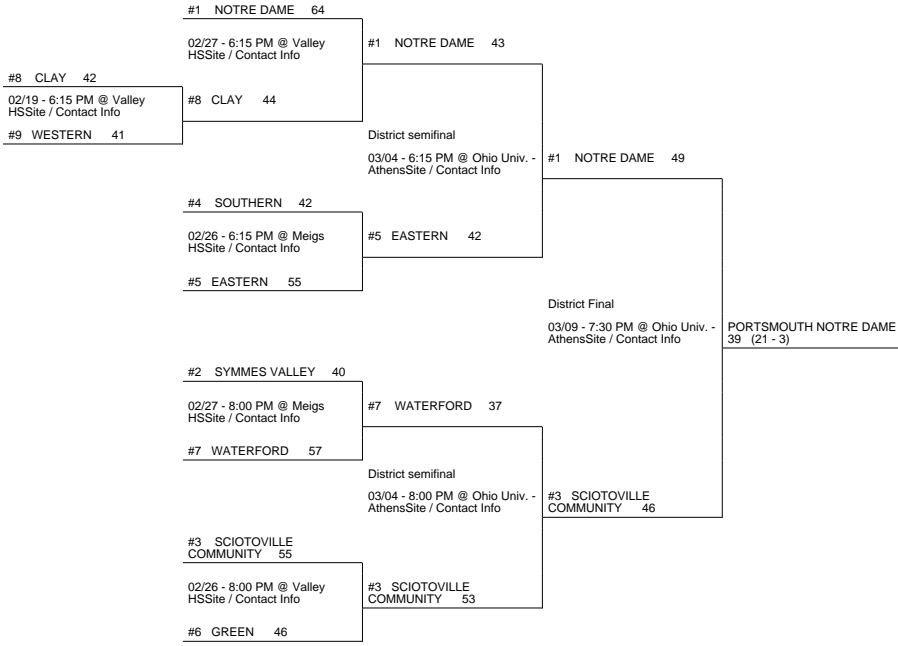 #1 NOTRE DAME 64
02/27 - 6:15 PM @ Valley
HSSite / Contact Info
#1 NOTRE DAME 43
#8 CLAY 42
02/19 - 6:15 PM @ Valley
HSSite / Contact Info
#8 CLAY 44
#9 WESTERN 41
District semifinal
03/04 - 6:15 PM @ Ohio Univ. -
AthensSite / Contact Info
#1 NOTRE DAME 49
#4 SOUTHERN 42
02/26 - 6:15 PM @ Meigs
HSSite / Contact Info
#5 EASTERN 42
#5 EASTERN 55
District Final
03/09 - 7:30 PM @ Ohio Univ. -
AthensSite / Contact Info
PORTSMOUTH NOTRE DAME
39 (21 - 3)
#2 SYMMES VALLEY 40
02/27 - 8:00 PM @ Meigs
HSSite / Contact Info
#7 WATERFORD 37
#7 WATERFORD 57
District semifinal
03/04 - 8:00 PM @ Ohio Univ. -
AthensSite / Contact Info
#3 SCIOTOVILLE
COMMUNITY 46
#3 SCIOTOVILLE
COMMUNITY 55
02/26 - 8:00 PM @ Valley
HSSite / Contact Info
#3 SCIOTOVILLE
COMMUNITY 53
#6 GREEN 46